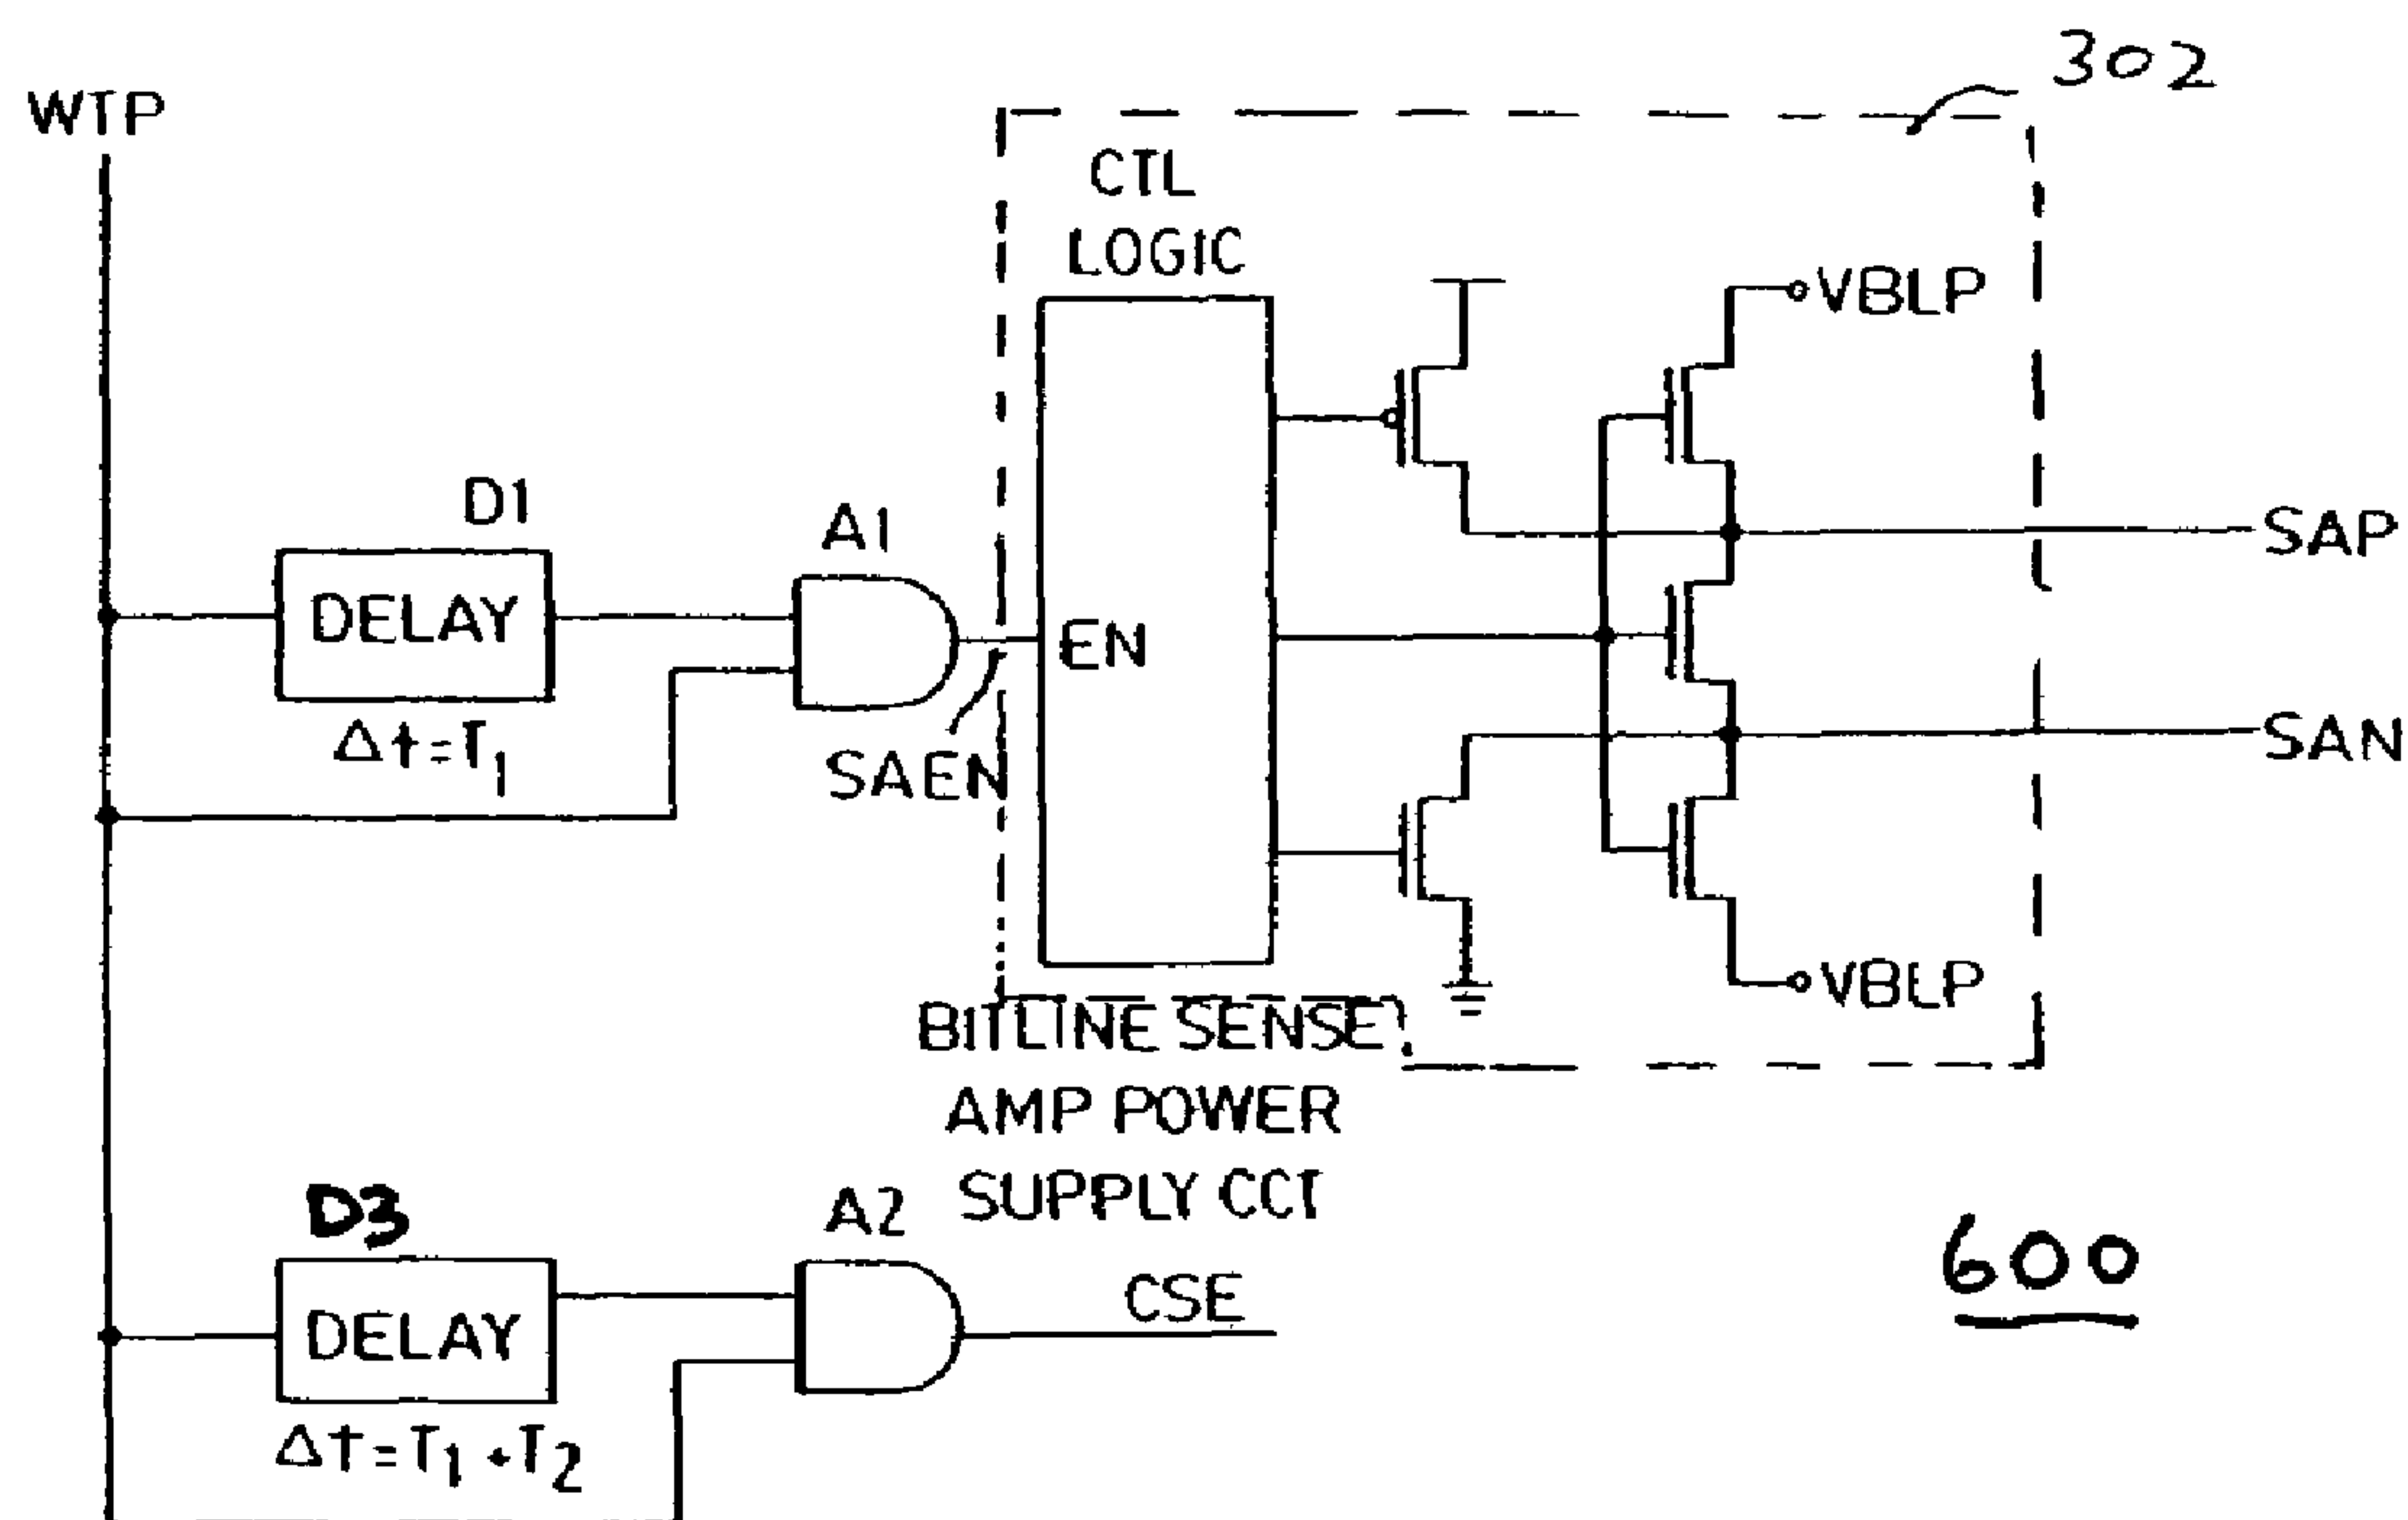 302
WTP
CTL
LOGIC
VBLP
D1
A1
SAP
DELAY
EN
Δt=T1
SAEN
SAN
VBLP
BITLINE SENSE
AMP POWER
SUPPLY CCT
D3
A2
CSE
600
DELAY
Δt=T1+T2